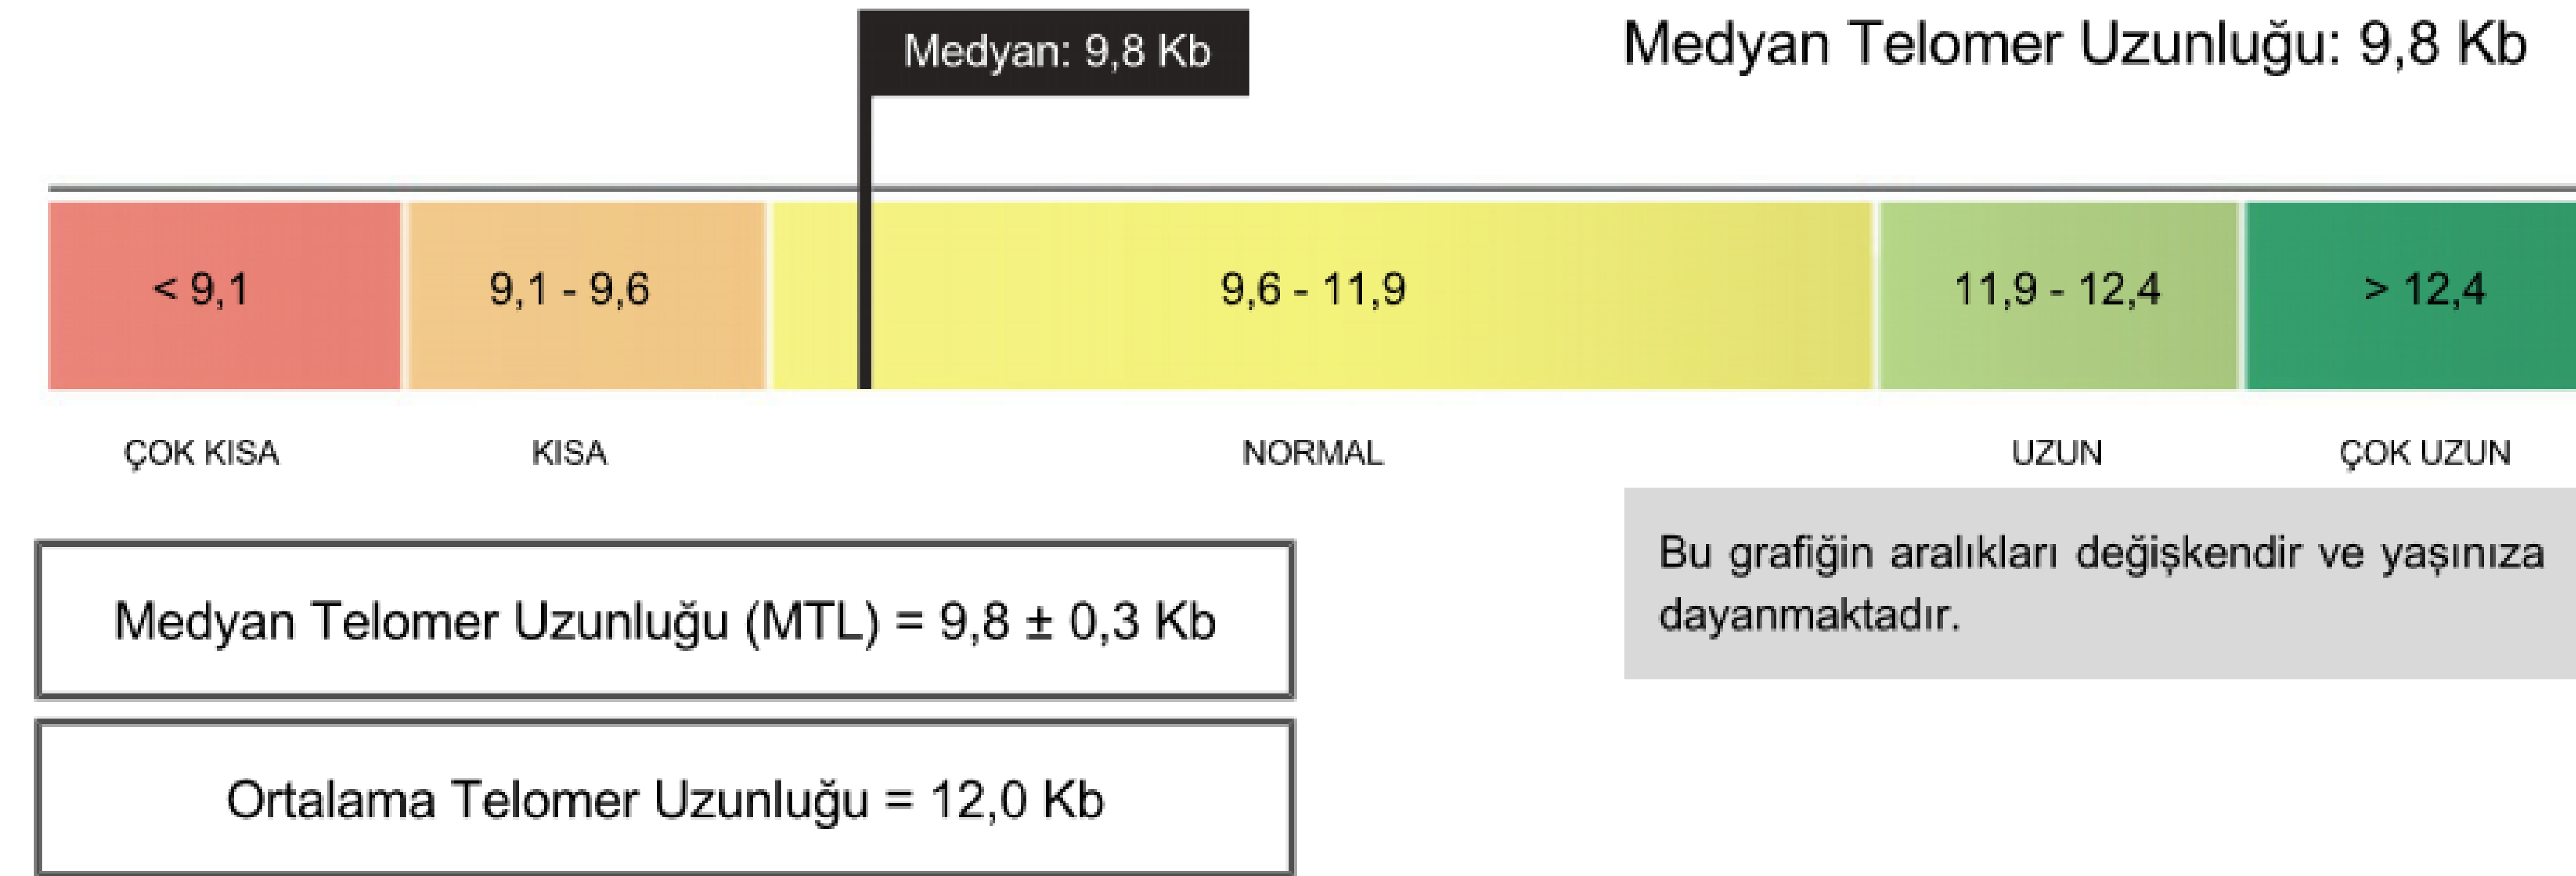 Medyan: 9,8 Kb
Medyan Telomer Uzunluğu: 9,8 Kb
< 9,1
9,1 - 9,6
9,6 - 11,9
11,9 - 12,4
> 12,4
ÇOK KISA
KISA
NORMAL
UZUN
ÇOK UZUN
Bu grafiğin aralıkları değişkendir ve yaşınıza
dayanmaktadır.
Medyan Telomer Uzunluğu (MTL) = 9,8 ± 0,3 Kb
Ortalama Telomer Uzunluğu = 12,0 Kb